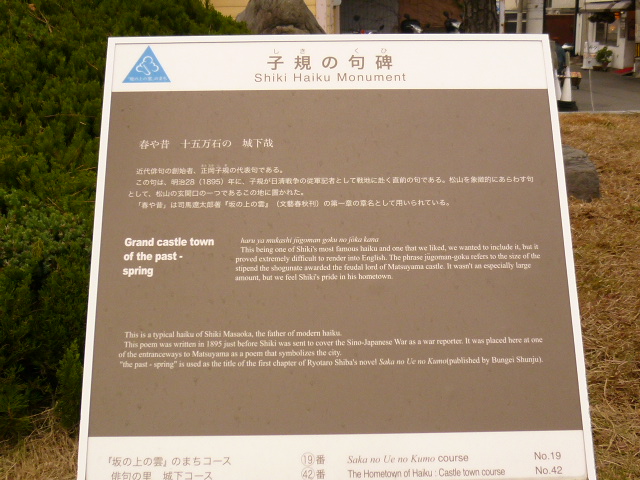 「坂の上の雲」のまち
しきくひ
子規の句碑
Shiki Haiku Monument
春や昔 十五万石の 城下哉
近代俳句の創始者、正岡子規の代表句である。
この句は、明治28（1895）年に、子規が日清戦争の従軍記者として戦地に赴く直前の句である。松山を象徴的にあらわす句
として、松山の玄関口の一つであるこの地に置かれた。
「春や昔」は司馬遼太郎著『坂の上の雲』（文藝春秋刊）の第一章の章名として用いられている。
Grand castle town
of the past -
spring
haru ya mukashi jūgoman goku no jōka kana
This being one of Shiki's most famous haiku and one that we liked, we wanted to include it, but it
proved extremely difficult to render into English. The phrase jūgoman-goku refers to the size of the
stipend the shogunate awarded the feudal lord of Matsuyama castle. It wasn't an especially large
amount, but we feel Shiki's pride in his hometown.
This is a typical haiku of Shiki Masaoka, the father of modern haiku.
This poem was written in 1895 just before Shiki was sent to cover the Sino-Japanese War as a war reporter. It was placed here at one
of the entranceways to Matsuyama as a poem that symbolizes the city.
"the past - spring" is used as the title of the first chapter of Ryotaro Shiba's novel Saka no Ue no Kumo(published by Bungei Shunju).
『坂の上の雲』のまちコース ⑲番 Saka no Ue no Kumo course No.19
俳句の里 城下コース ㊷番 The Hometown of Haiku : Castle town course No.42